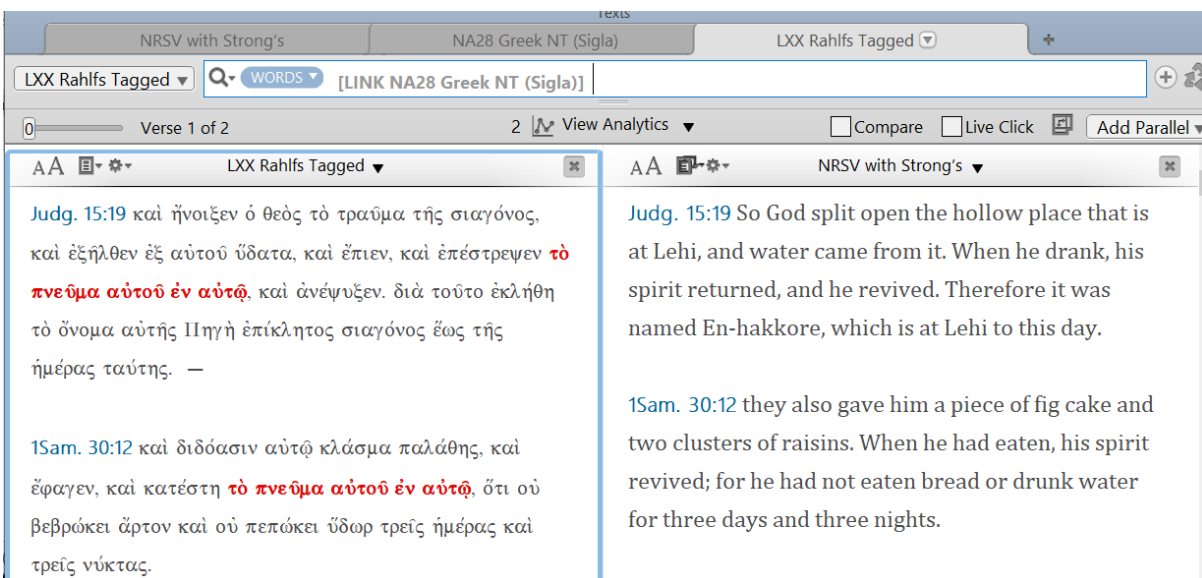 Texts
NRSV with Strong's
NA28 Greek NT (Sigla)
LXX Rahlfs Tagged
LXX Rahlfs Tagged
WORDS
[LINK NA28 Greek NT (Sigla)]
0
Verse 1 of 2
2
View Analytics
Compare
Live Click
Add Parallel
AA
LXX Rahlfs Tagged
Judg. 15:19 καὶ ἤνοιξεν ὁ θεὸς τὸ τραῦμα τῆς σιαγόνος,
καὶ ἐξῆλθεν ἐξ αὐτοῦ ὕδατα, καὶ ἔπιεν, καὶ ἐπέστρεψεν τὸ
πνεῦμα αὐτοῦ ἐν αὐτῷ, καὶ ἀνέψυξεν. διὰ τοῦτο ἐκλήθη
τὸ ὄνομα αὐτῆς Πηγὴ ἐπίκλητος σιαγόνος ἕως τῆς
ἡμέρας ταύτης. —
1Sam. 30:12 καὶ διδόασιν αὐτῷ κλάσμα παλάθης, καὶ
ἔφαγεν, καὶ κατέστη τὸ πνεῦμα αὐτοῦ ἐν αὐτῷ, ὅτι οὐ
βεβρώκει ἄρτον καὶ οὐ πεπώκει ὕδωρ τρεῖς ἡμέρας καὶ
τρεῖς νύκτας.
AA
NRSV with Strong's
Judg. 15:19 So God split open the hollow place that is
at Lehi, and water came from it. When he drank, his
spirit returned, and he revived. Therefore it was
named En-hakkore, which is at Lehi to this day.
1Sam. 30:12 they also gave him a piece of fig cake and
two clusters of raisins. When he had eaten, his spirit
revived; for he had not eaten bread or drunk water
for three days and three nights.